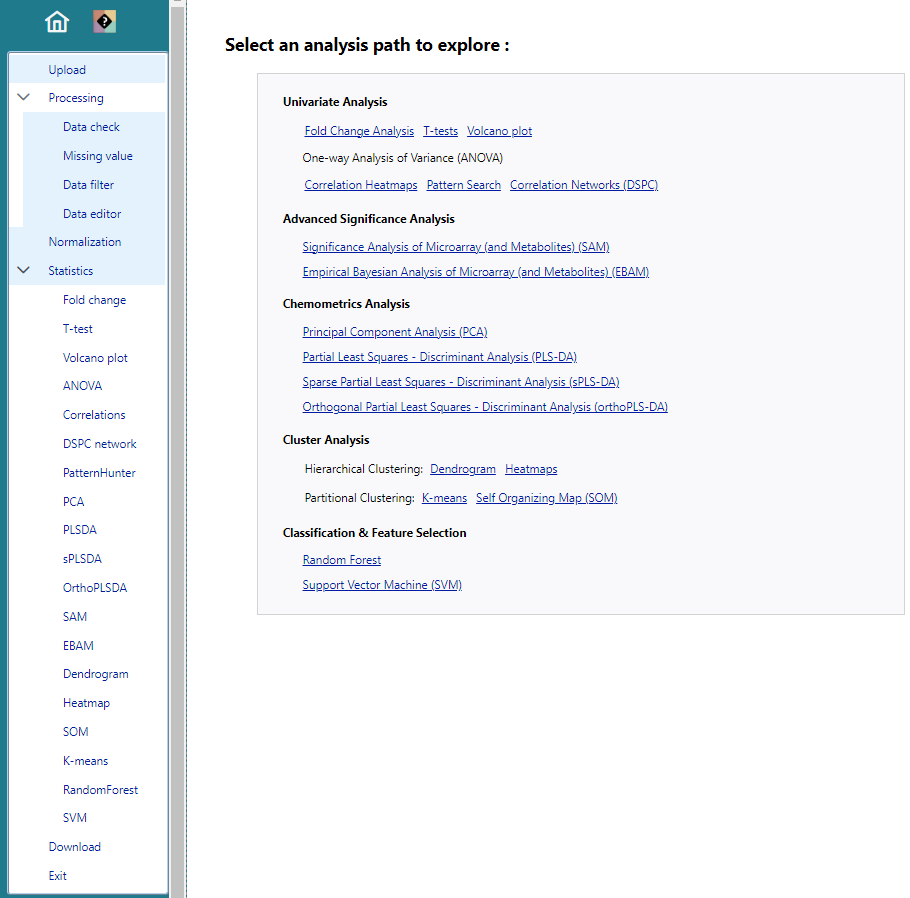 ?
Upload
Processing
Data check
Missing value
Data filter
Data editor
Normalization
Statistics
Fold change
T-test
Volcano plot
ANOVA
Correlations
DSPC network
PatternHunter
PCA
PLSDA
sPLSDA
OrthoPLSDA
SAM
EBAM
Dendrogram
Heatmap
SOM
K-means
RandomForest
SVM
Download
Exit
Select an analysis path to explore :
Univariate Analysis
Fold Change Analysis T-tests Volcano plot
One-way Analysis of Variance (ANOVA)
Correlation Heatmaps Pattern Search Correlation Networks (DSPC)
Advanced Significance Analysis
Significance Analysis of Microarray (and Metabolites) (SAM)
Empirical Bayesian Analysis of Microarray (and Metabolites) (EBAM)
Chemometrics Analysis
Principal Component Analysis (PCA)
Partial Least Squares - Discriminant Analysis (PLS-DA)
Sparse Partial Least Squares - Discriminant Analysis (sPLS-DA)
Orthogonal Partial Least Squares - Discriminant Analysis (orthoPLS-DA)
Cluster Analysis
Hierarchical Clustering: Dendrogram Heatmaps
Partitional Clustering: K-means Self Organizing Map (SOM)
Classification & Feature Selection
Random Forest
Support Vector Machine (SVM)